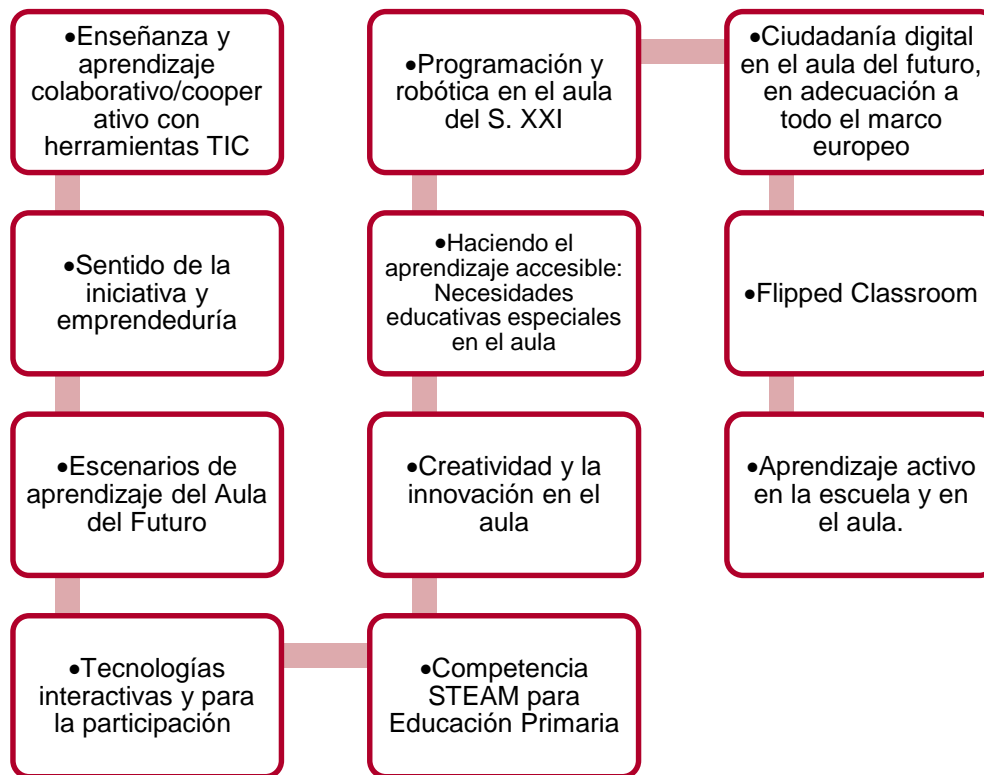 •Enseñanza y
aprendizaje
colaborativo/cooper
ativo con
herramientas TIC
•Sentido de la
iniciativa y
emprendeduría
•Escenarios de
aprendizaje del Aula
del Futuro
•Tecnologías
interactivas y para
la participación
•Competencia
STEAM para
Educación Primaria
•Creatividad y la
innovación en el
aula
•Haciendo el
aprendizaje accesible:
Necesidades
educativas especiales
en el aula
•Programación y
robótica en el aula
del S. XXI
•Ciudadanía digital
en el aula del futuro,
en adecuación a
todo el marco
europeo
•Flipped Classroom
•Aprendizaje activo
en la escuela y en
el aula.